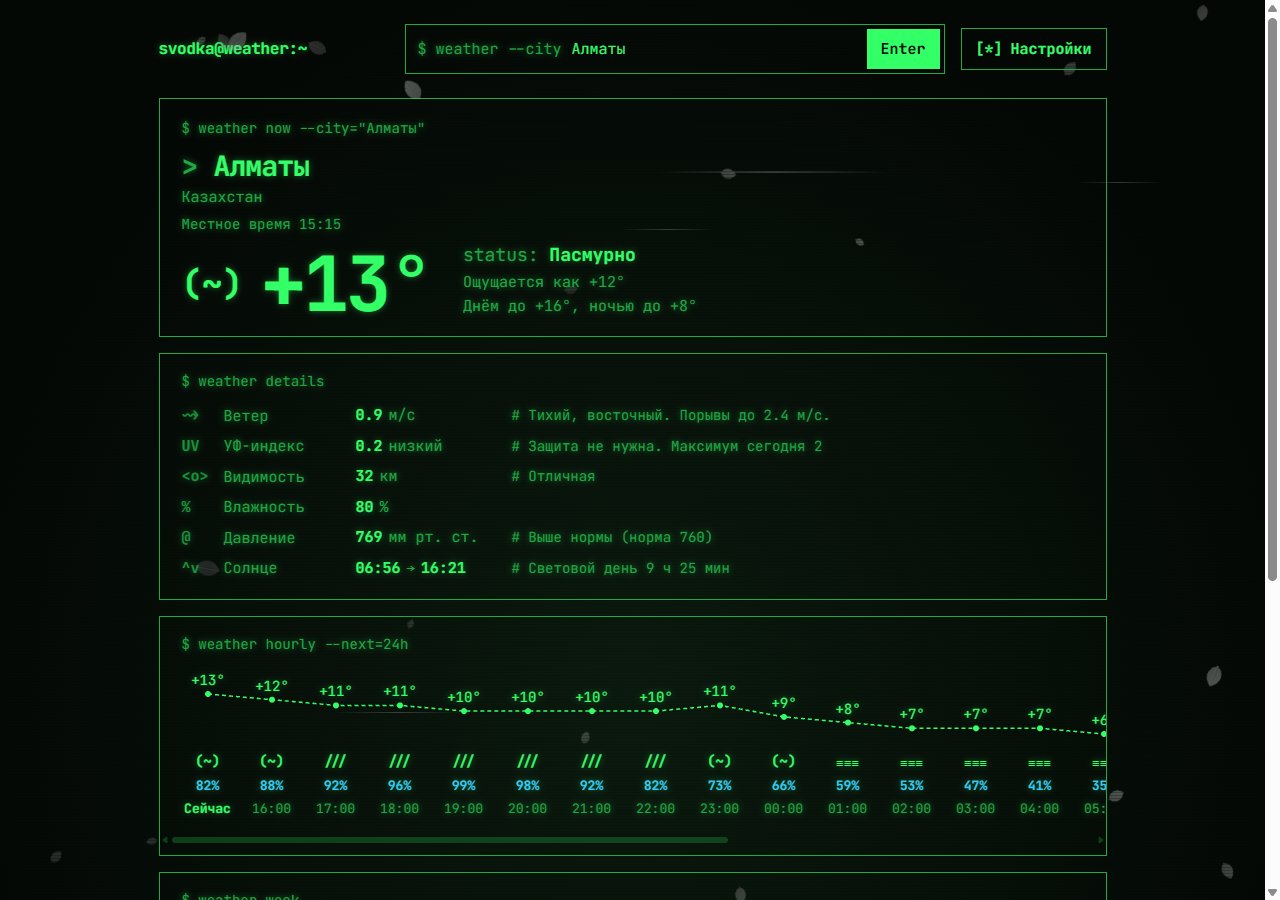 svodka@weather:~
$ weather --city Алматы
Enter
[*] Настройки
$ weather now --city="Алматы"
> Алматы
Казахстан
Местное время 15:15
(~) +13°
status: Пасмурно
Ощущается как +12°
Днём до +16°, ночью до +8°
$ weather details
⇝ Ветер 0.9 м/с # Тихий, восточный. Порывы до 2.4 м/с.
UV УФ-индекс 0.2 низкий # Защита не нужна. Максимум сегодня 2
<o> Видимость 32 км # Отличная
% Влажность 80 %
@ Давление 769 мм рт. ст. # Выше нормы (норма 760)
^v Солнце 06:56 → 16:21 # Световой день 9 ч 25 мин
$ weather hourly --next=24h
+13° +12° +11° +11° +10° +10° +10° +10° +11° +9° +8° +7° +7° +7° +6
(~) (~) /// /// /// /// /// /// (~) (~) ≡≡≡ ≡≡≡ ≡≡≡ ≡≡≡ ≡≡
82% 88% 92% 96% 99% 98% 92% 82% 73% 66% 59% 53% 47% 41% 35
Сейчас 16:00 17:00 18:00 19:00 20:00 21:00 22:00 23:00 00:00 01:00 02:00 03:00 04:00 05:
$ weather week